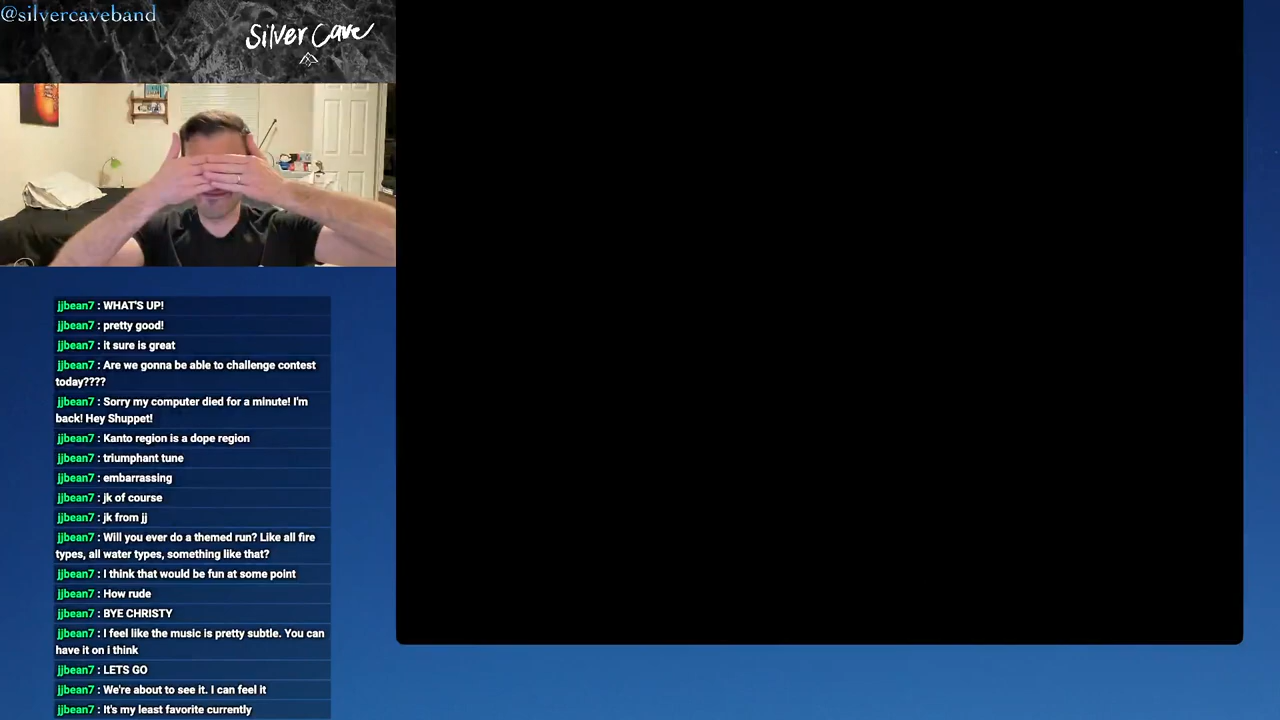 @silvercaveband
Silver Cave
jjbean7 : WHAT'S UP!
jjbean7 : pretty good!
jjbean7 : it sure is great
jjbean7 : Are we gonna be able to challenge contest
today????
jjbean7 : Sorry my computer died for a minute! I'm
back! Hey Shuppet!
jjbean7 : Kanto region is a dope region
jjbean7 : triumphant tune
jjbean7 : embarrassing
jjbean7 : jk of course
jjbean7 : jk from jj
jjbean7 : Will you ever do a themed run? Like all fire
types, all water types, something like that?
jjbean7 : I think that would be fun at some point
jjbean7 : How rude
jjbean7 : BYE CHRISTY
jjbean7 : I feel like the music is pretty subtle. You can
have it on i think
jjbean7 : LETS GO
jjbean7 : We're about to see it. I can feel it
jjbean7 : It's my least favorite currently